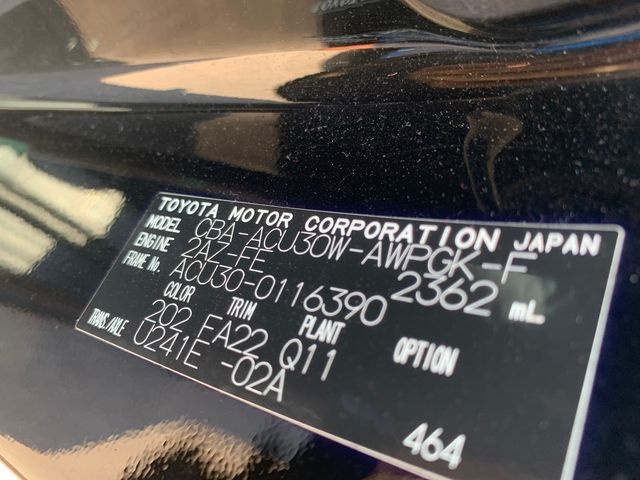 TOYOTA MOTOR CORPORATION JAPAN
MODEL CBA-ACU30W-AWPGK-F
ENGINE 2AZ-FE 2362 mL
FRAME No. ACU30-0116390
COLOR TRIM PLANT OPTION
202 FA22 Q11
TRANS./AXLE U241E -02A
464